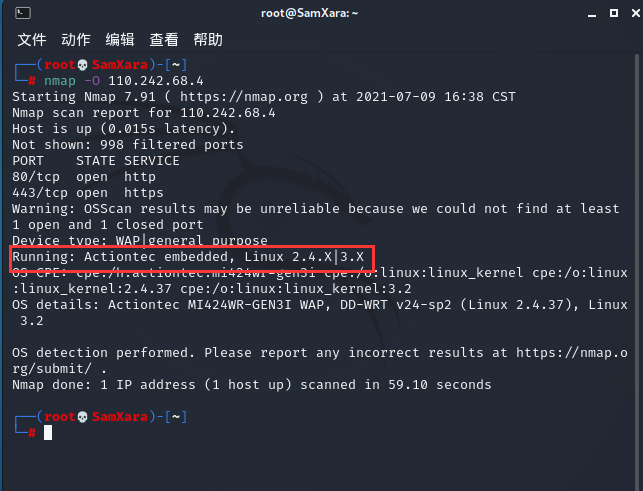 root@SamXara: ~
文件 动作 编辑 查看 帮助
┌──(root💀SamXara)-[~]
└─# nmap -O 110.242.68.4
Starting Nmap 7.91 ( https://nmap.org ) at 2021-07-09 16:38 CST
Nmap scan report for 110.242.68.4
Host is up (0.015s latency).
Not shown: 998 filtered ports
PORT    STATE SERVICE
80/tcp  open  http
443/tcp open  https
Warning: OSScan results may be unreliable because we could not find at least
1 open and 1 closed port
Device type: WAP|general purpose
Running: Actiontec embedded, Linux 2.4.X|3.X
OS CPE: cpe:/h:actiontec:mi424wr-gen3i cpe:/o:linux:linux_kernel cpe:/o:linux
:linux_kernel:2.4.37 cpe:/o:linux:linux_kernel:3.2
OS details: Actiontec MI424WR-GEN3I WAP, DD-WRT v24-sp2 (Linux 2.4.37), Linux
3.2
OS detection performed. Please report any incorrect results at https://nmap.o
rg/submit/ .
Nmap done: 1 IP address (1 host up) scanned in 59.10 seconds
┌──(root💀SamXara)-[~]
└─#